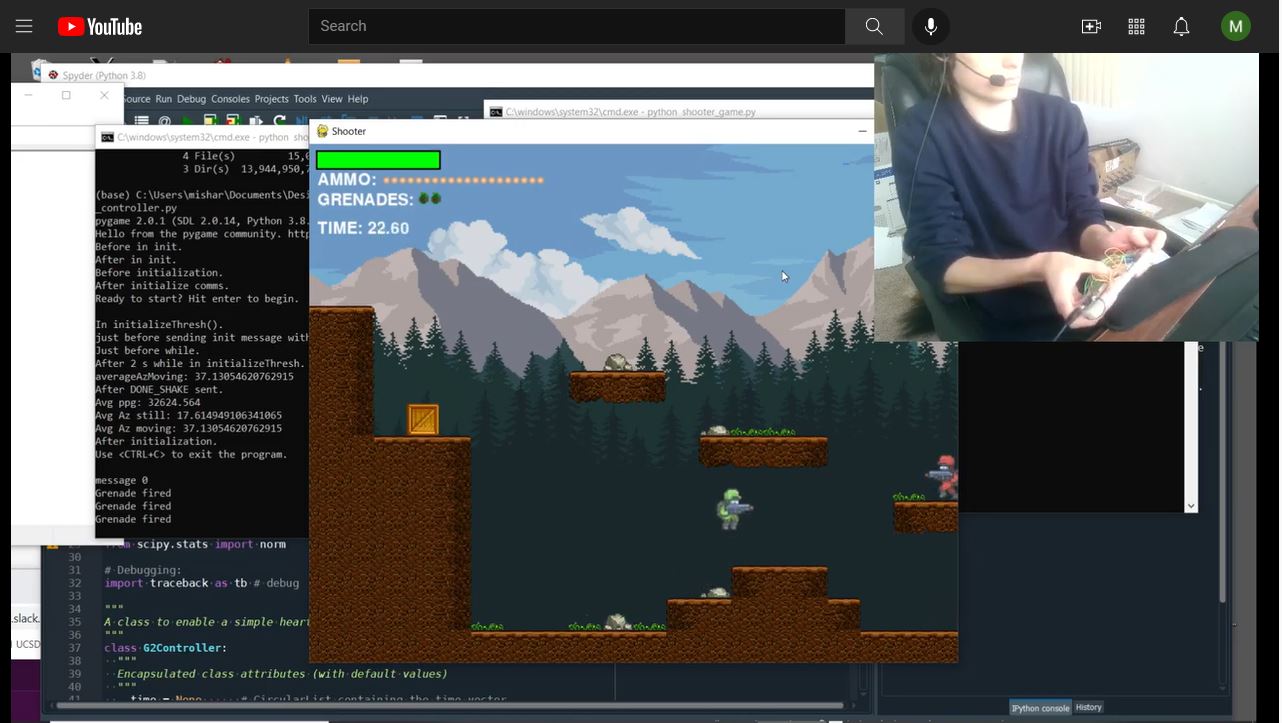 YouTube
Search
M
Spyder (Python 3.8)
ource Run Debug Consoles Projects Tools View Help
C:\windows\system32\cmd.exe - python shooter_game.py
C:\windows\system32\cmd.exe - python sho
Shooter
4 File(s) 15,0
3 Dir(s) 13,944,950,7
AMMO:
GRENADES:
TIME: 22.60
(base) C:\Users\mishar\Documents\Desi
_controller.py
pygame 2.0.1 (SDL 2.0.14, Python 3.8.
Hello from the pygame community. http
Before in init.
After in init.
Before initialization.
After initialize comms.
Ready to start? Hit enter to begin.
In initializeThresh().
just before sending init message with
Just before while.
After 2 s while in initializeThresh.
averageAzMoving: 37.13054620762915
After DONE_SHAKE sent.
Avg ppg: 32624.564
Avg Az still: 17.614949106341065
Avg Az moving: 37.13054620762915
After initialization.
Use <CTRL+C> to exit the program.
message 0
Grenade fired
Grenade fired
Grenade fired
29 from scipy.stats import norm
30
31 # Debugging:
32 import traceback as tb # debug
33
34 """
35 A class to enable a simple heart
36 """
37 class G2Controller:
38 """
39 Encapsulated class attributes (with default values)
40 """
41 time = None # CircularList containing the time vector
.slack.
UCSD
IPython console History